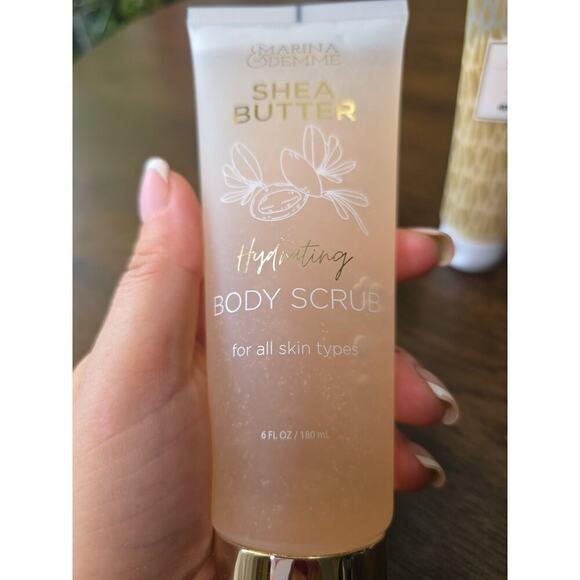 MARINA
& DEMME
SHEA
BUTTER
Hydrating
BODY SCRUB
for all skin types
6 FL OZ / 180 mL